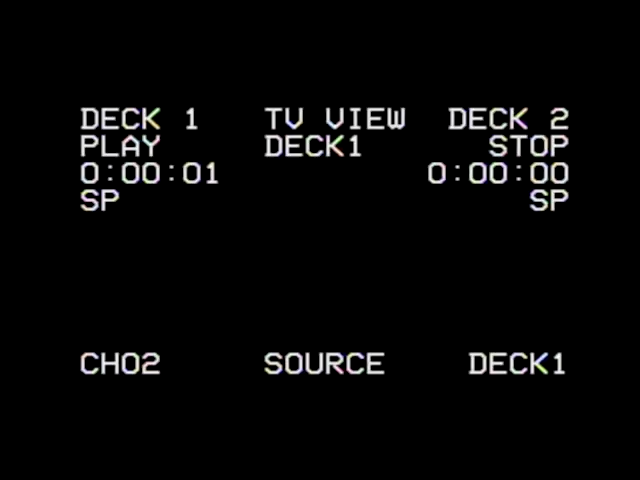 DECK 1 TV VIEW DECK 2
PLAY DECK1 STOP
0:00:01 0:00:00
SP SP
CH02 SOURCE DECK1